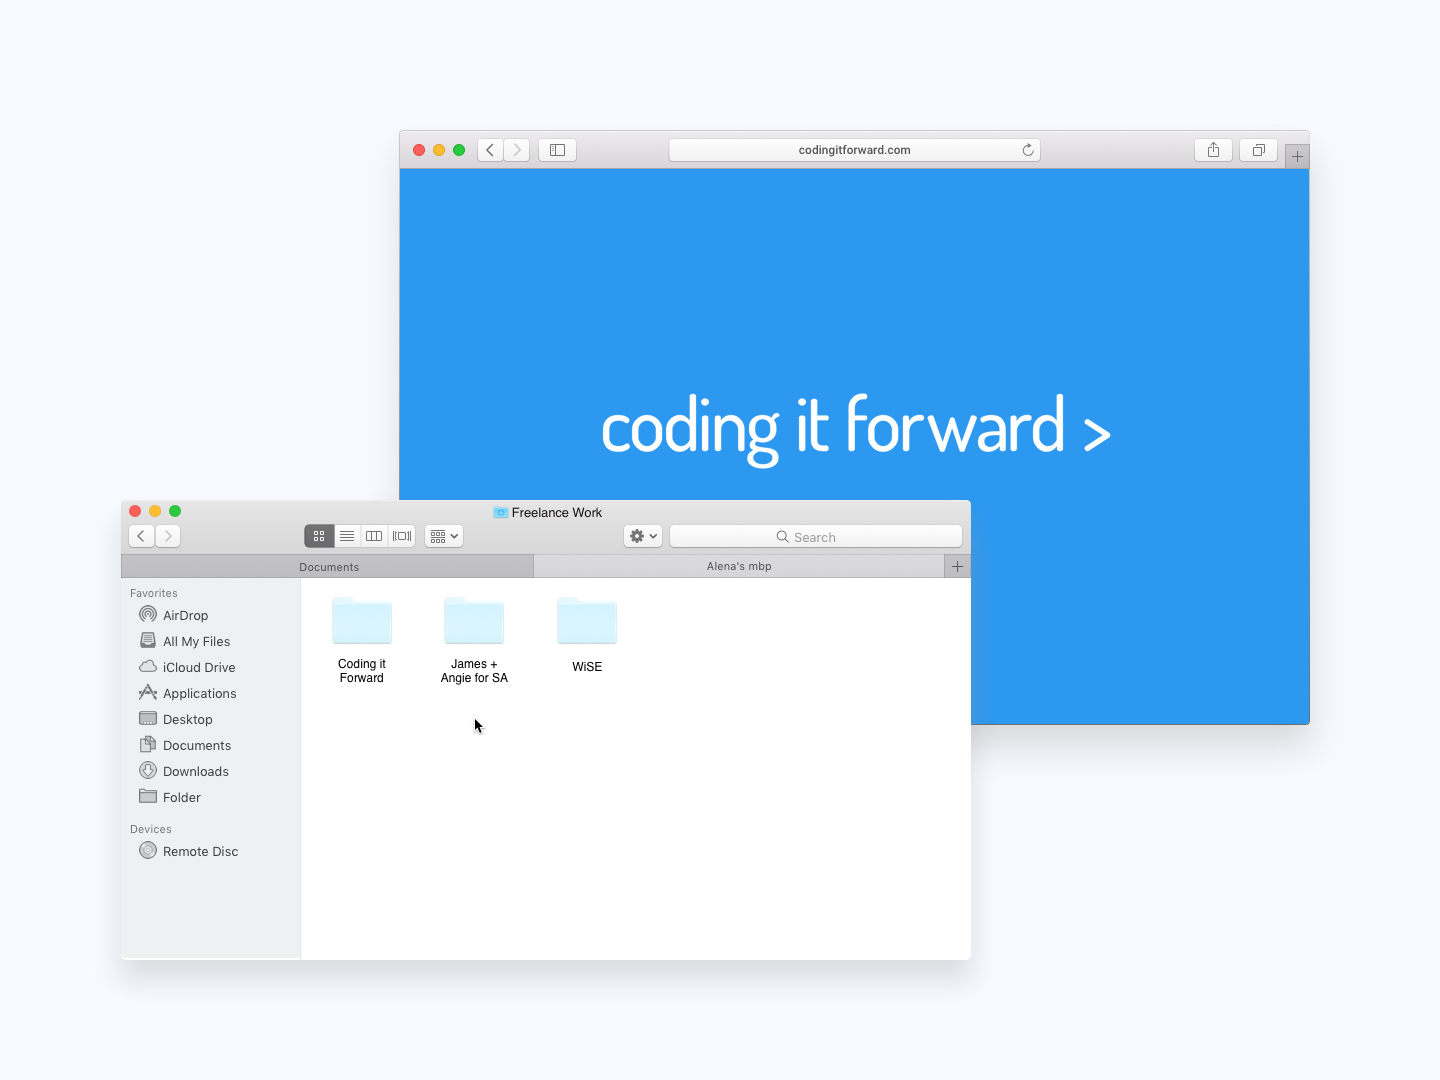 codingitforward.com
coding it forward >
Freelance Work
Search
Documents
Alena's mbp
Favorites
AirDrop
All My Files
iCloud Drive
Applications
Desktop
Documents
Downloads
Folder
Devices
Remote Disc
Coding it
Forward
James +
Angie for SA
WiSE